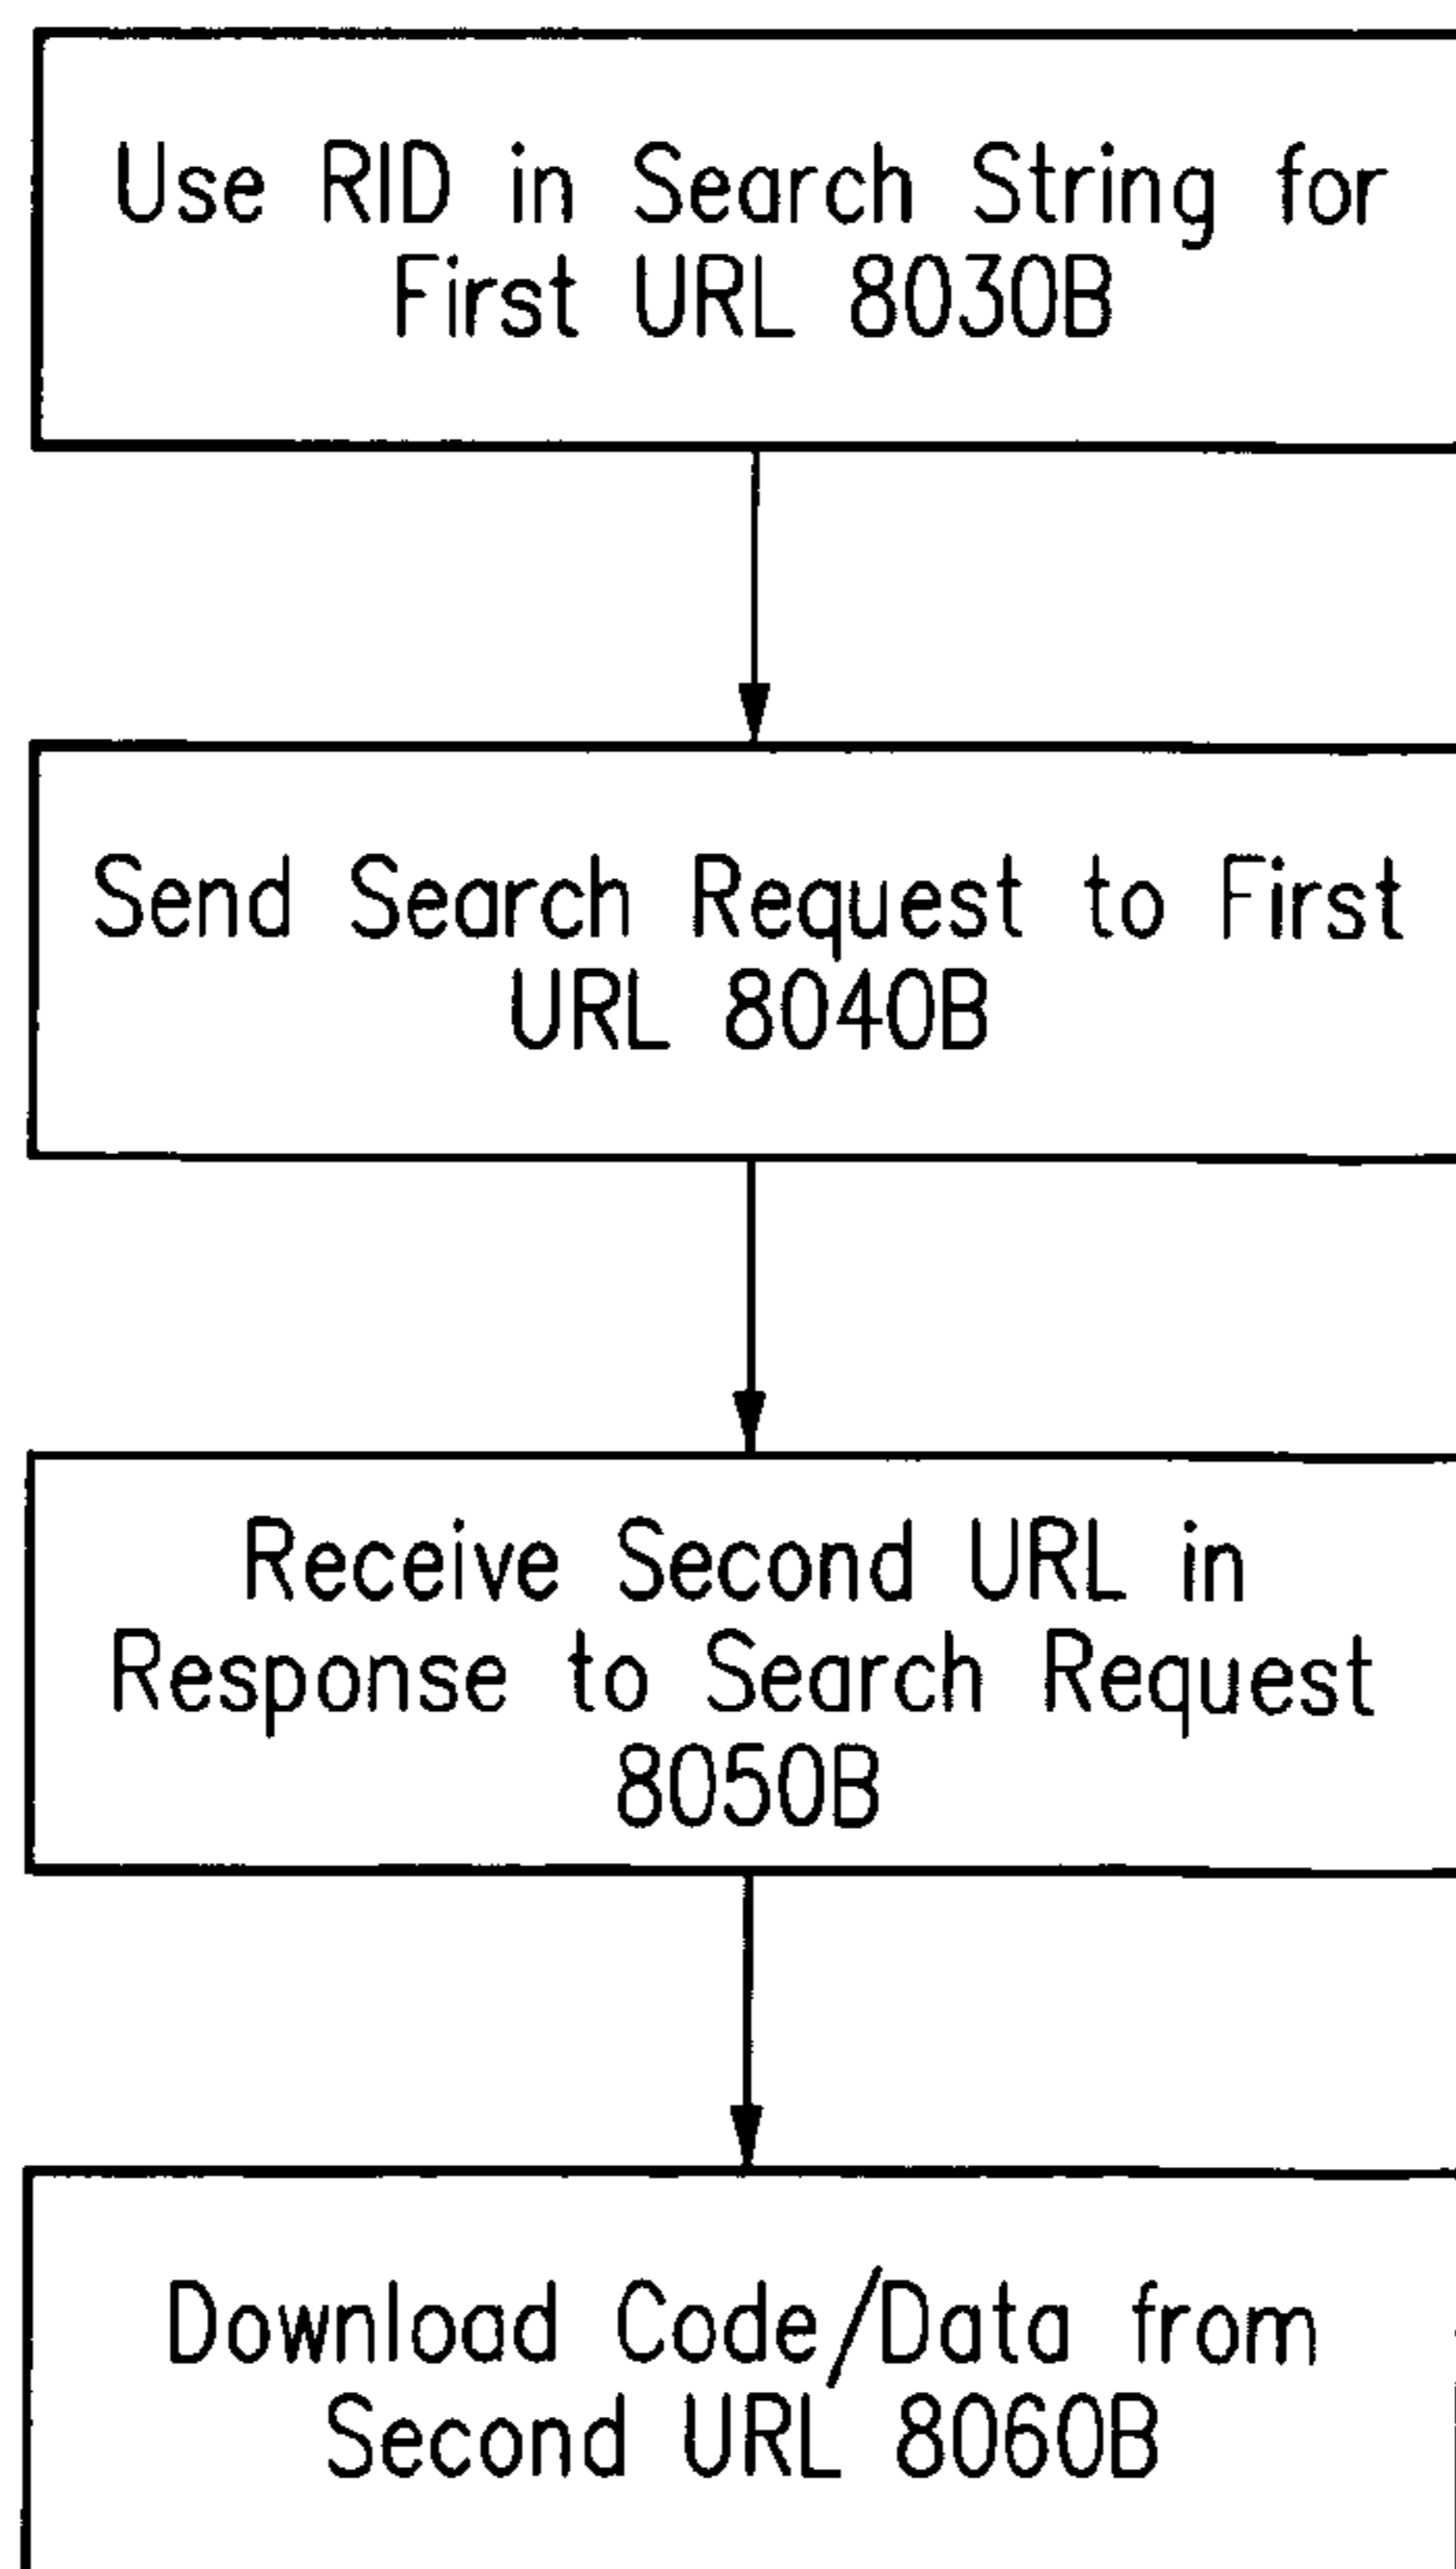 Use RID in Search String for
First URL 8030B
Send Search Request to First
URL 8040B
Receive Second URL in
Response to Search Request
8050B
Download Code/Data from
Second URL 8060B